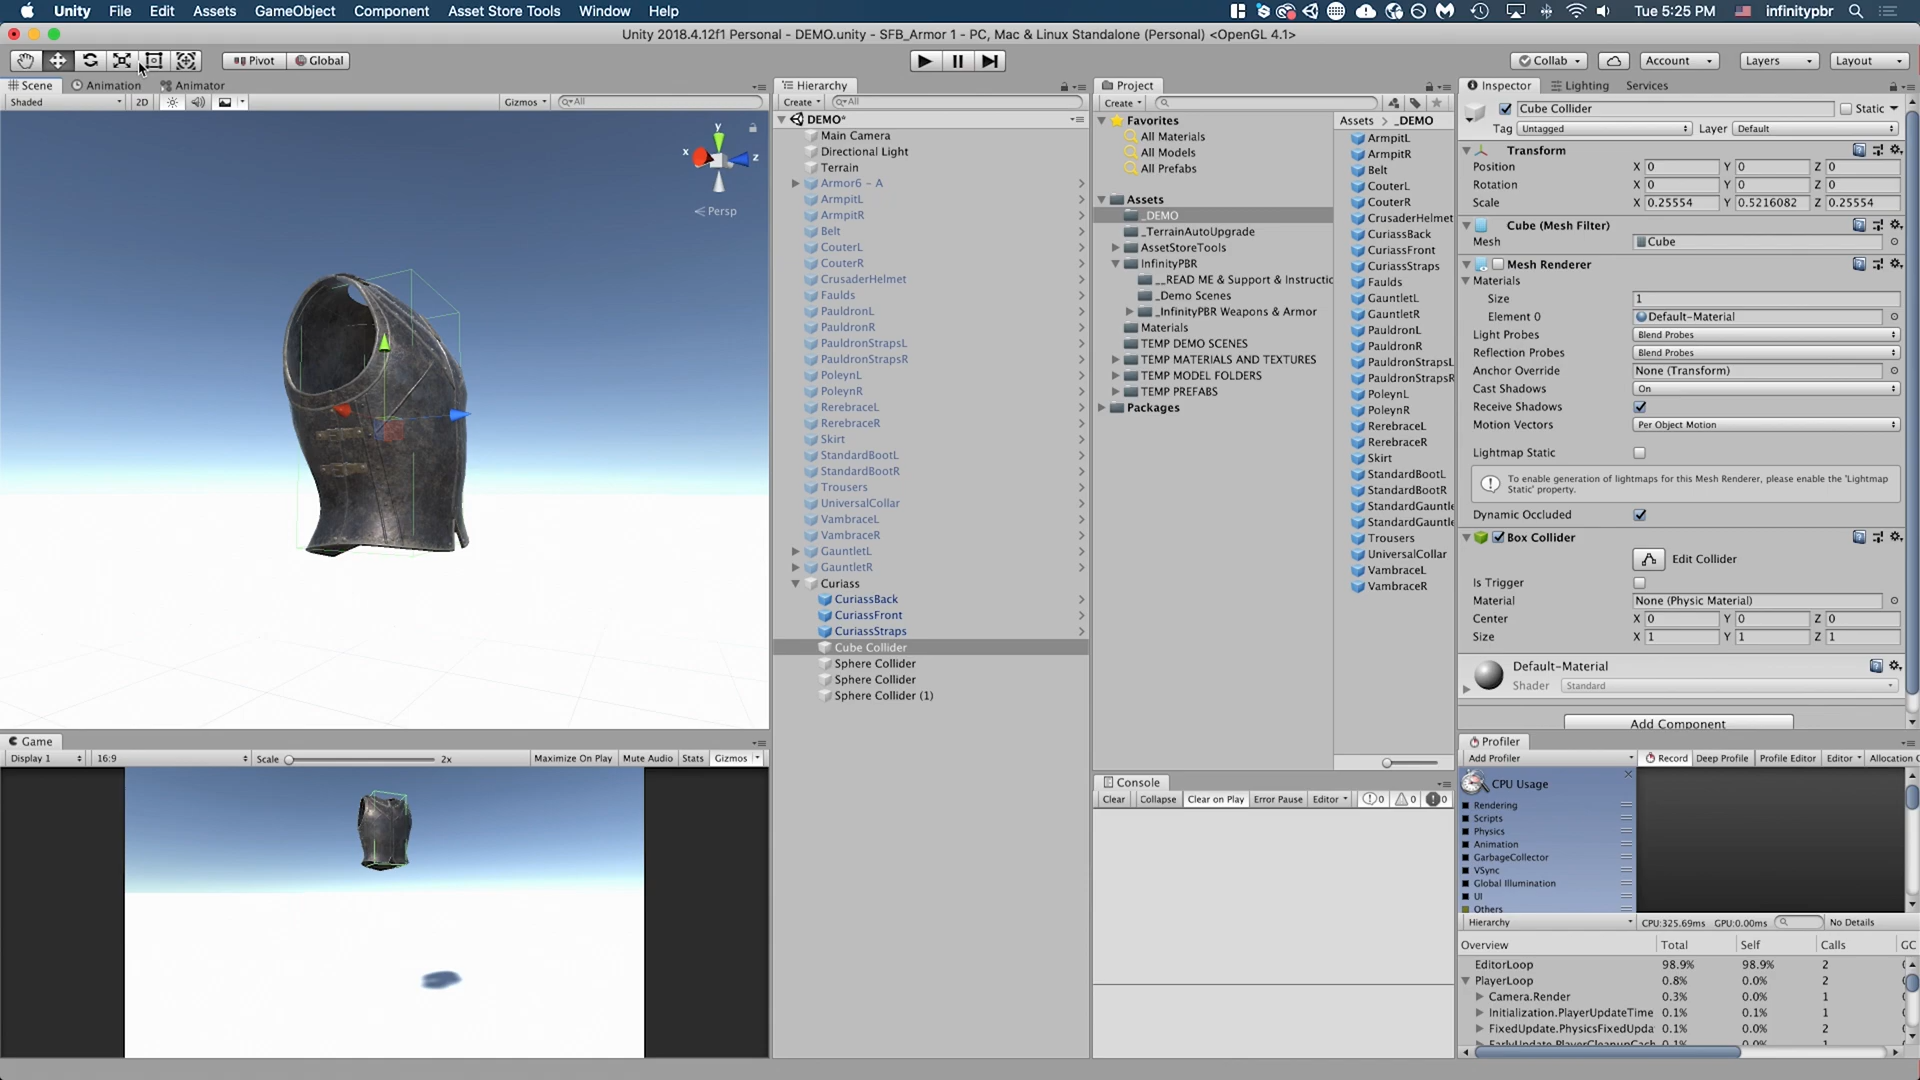 Unity File Edit Assets GameObject Component Asset Store Tools Window Help Tue 5:25 PM infinitypbr
Unity 2018.4.12f1 Personal - DEMO.unity - SFB_Armor 1 - PC, Mac & Linux Standalone (Personal) <OpenGL 4.1>
Pivot Global Collab Account Layers Layout
Scene Animation Animator
Shaded 2D Gizmos All
y
x z
Persp
Hierarchy
Create All
DEMO*
Main Camera
Directional Light
Terrain
Armor6 - A
ArmpitL
ArmpitR
Belt
CouterL
CouterR
CrusaderHelmet
Faulds
PauldronL
PauldronR
PauldronStrapsL
PauldronStrapsR
PoleynL
PoleynR
RerebraceL
RerebraceR
Skirt
StandardBootL
StandardBootR
Trousers
UniversalCollar
VambraceL
VambraceR
GauntletL
GauntletR
Curiass
CuriassBack
CuriassFront
CuriassStraps
Cube Collider
Sphere Collider
Sphere Collider
Sphere Collider (1)
Project
Create
Favorites
All Materials
All Models
All Prefabs
Assets
_DEMO
_TerrainAutoUpgrade
AssetStoreTools
InfinityPBR
__READ ME & Support & Instructio
_Demo Scenes
_InfinityPBR Weapons & Armor
Materials
TEMP DEMO SCENES
TEMP MATERIALS AND TEXTURES
TEMP MODEL FOLDERS
TEMP PREFABS
Packages
Assets > _DEMO
ArmpitL
ArmpitR
Belt
CouterL
CouterR
CrusaderHelmet
CuriassBack
CuriassFront
CuriassStraps
Faulds
GauntletL
GauntletR
PauldronL
PauldronR
PauldronStrapsL
PauldronStrapsR
PoleynL
PoleynR
RerebraceL
RerebraceR
Skirt
StandardBootL
StandardBootR
StandardGauntle
StandardGauntle
Trousers
UniversalCollar
VambraceL
VambraceR
Inspector Lighting Services
Cube Collider Static
Tag Untagged Layer Default
Transform
Position X 0 Y 0 Z 0
Rotation X 0 Y 0 Z 0
Scale X 0.25554 Y 0.5216082 Z 0.25554
Cube (Mesh Filter)
Mesh Cube
Mesh Renderer
Materials
Size 1
Element 0 Default-Material
Light Probes Blend Probes
Reflection Probes Blend Probes
Anchor Override None (Transform)
Cast Shadows On
Receive Shadows
Motion Vectors Per Object Motion
Lightmap Static
To enable generation of lightmaps for this Mesh Renderer, please enable the 'Lightmap
Static' property.
Dynamic Occluded
Box Collider
Edit Collider
Is Trigger
Material None (Physic Material)
Center X 0 Y 0 Z 0
Size X 1 Y 1 Z 1
Default-Material
Shader Standard
Add Component
Game
Display 1 16:9 Scale 2x Maximize On Play Mute Audio Stats Gizmos
Console
Clear Collapse Clear on Play Error Pause Editor 0 0 0
Profiler
Add Profiler Record Deep Profile Profile Editor Editor Allocation
CPU Usage
Rendering
Scripts
Physics
Animation
GarbageCollector
VSync
Global Illumination
UI
Others
Hierarchy CPU:325.69ms GPU:0.00ms No Details
Overview Total Self Calls GC
EditorLoop 98.9% 98.9% 2
PlayerLoop 0.8% 0.0% 2
Camera.Render 0.3% 0.0% 1
Initialization.PlayerUpdateTime 0.1% 0.1% 1
FixedUpdate.PhysicsFixedUpda 0.1% 0.0% 2
EarlyUpdate.PlayerCleanupCach 0.1% 0.0% 1